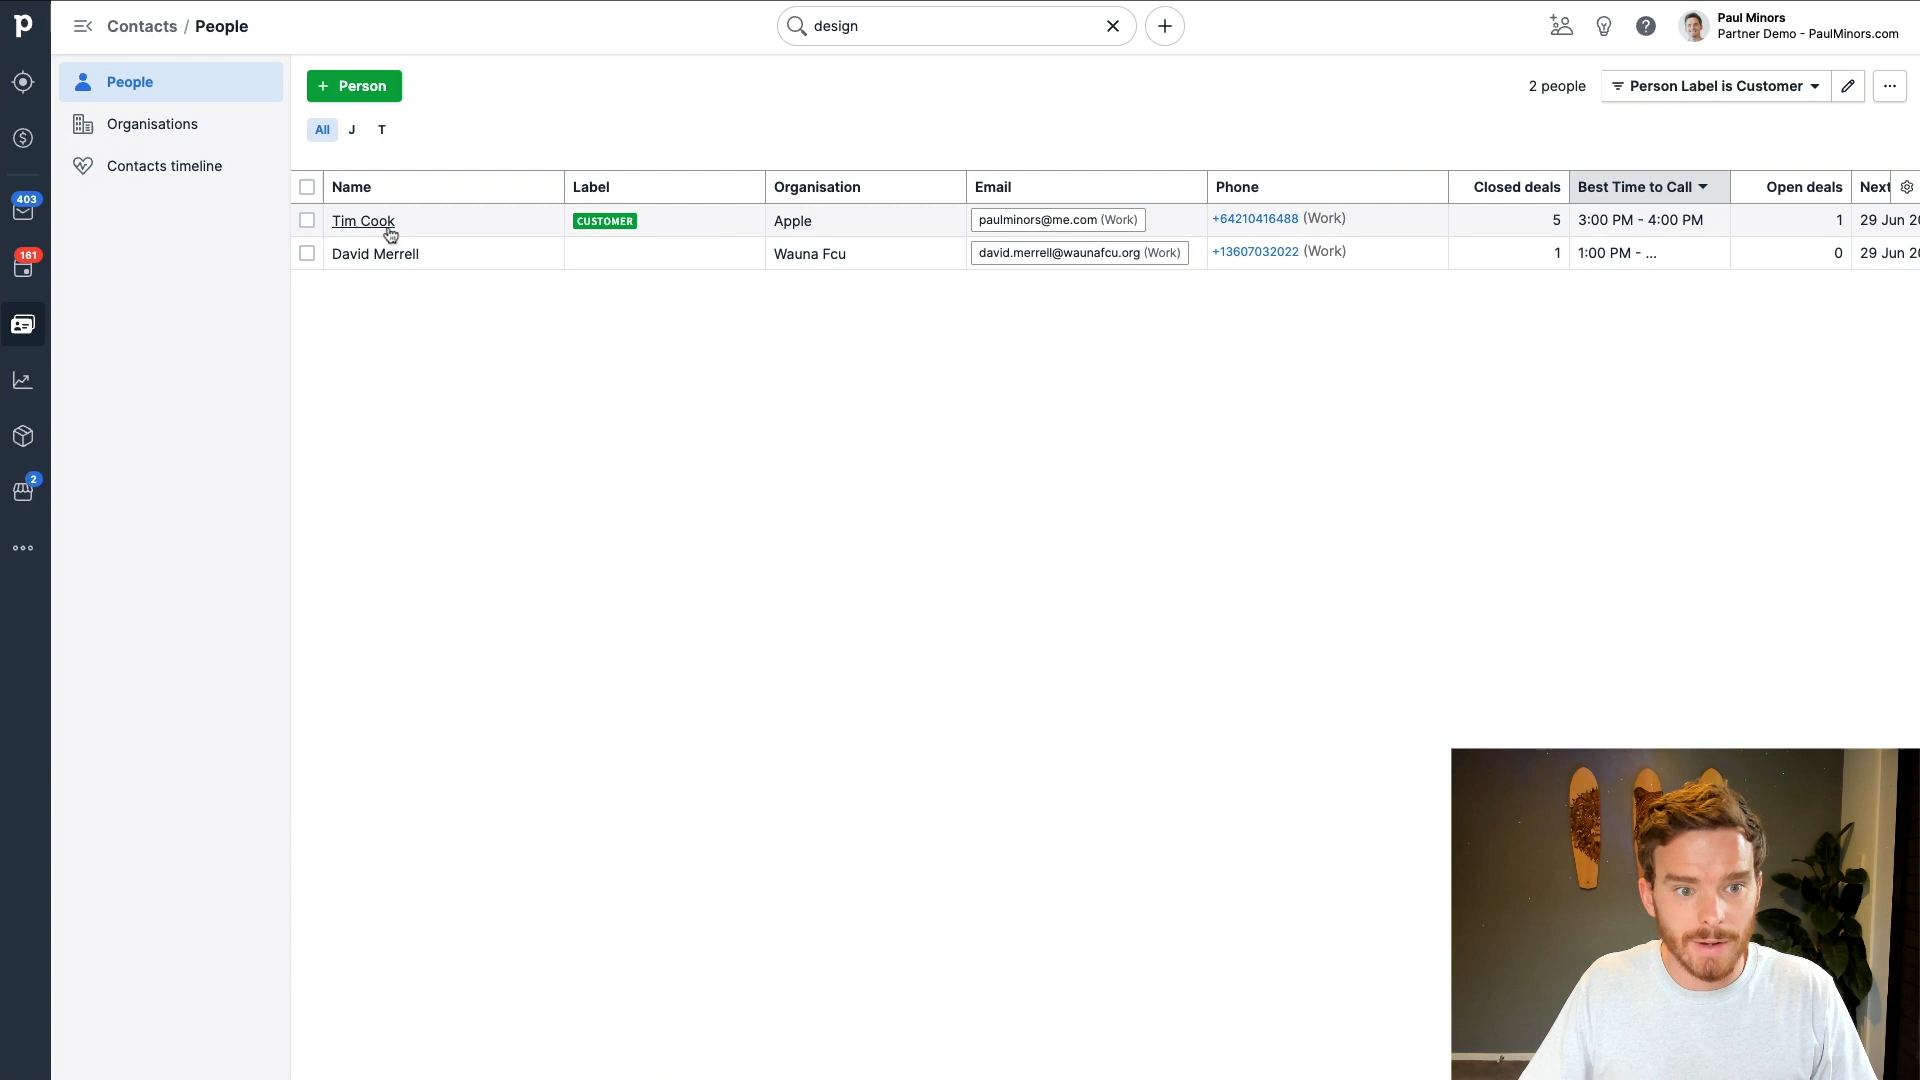 p
Contacts / People
design
Paul Minors
Partner Demo - PaulMinors.com
People
Organisations
Contacts timeline
403
161
2
+ Person
2 people
Person Label is Customer
All J T
Name Label Organisation Email Phone Closed deals Best Time to Call Open deals Next
Tim Cook CUSTOMER Apple paulminors@me.com (Work) +64210416488 (Work) 5 3:00 PM - 4:00 PM 1 29 Jun 20
David Merrell Wauna Fcu david.merrell@waunafcu.org (Work) +13607032022 (Work) 1 1:00 PM - ... 0 29 Jun 20